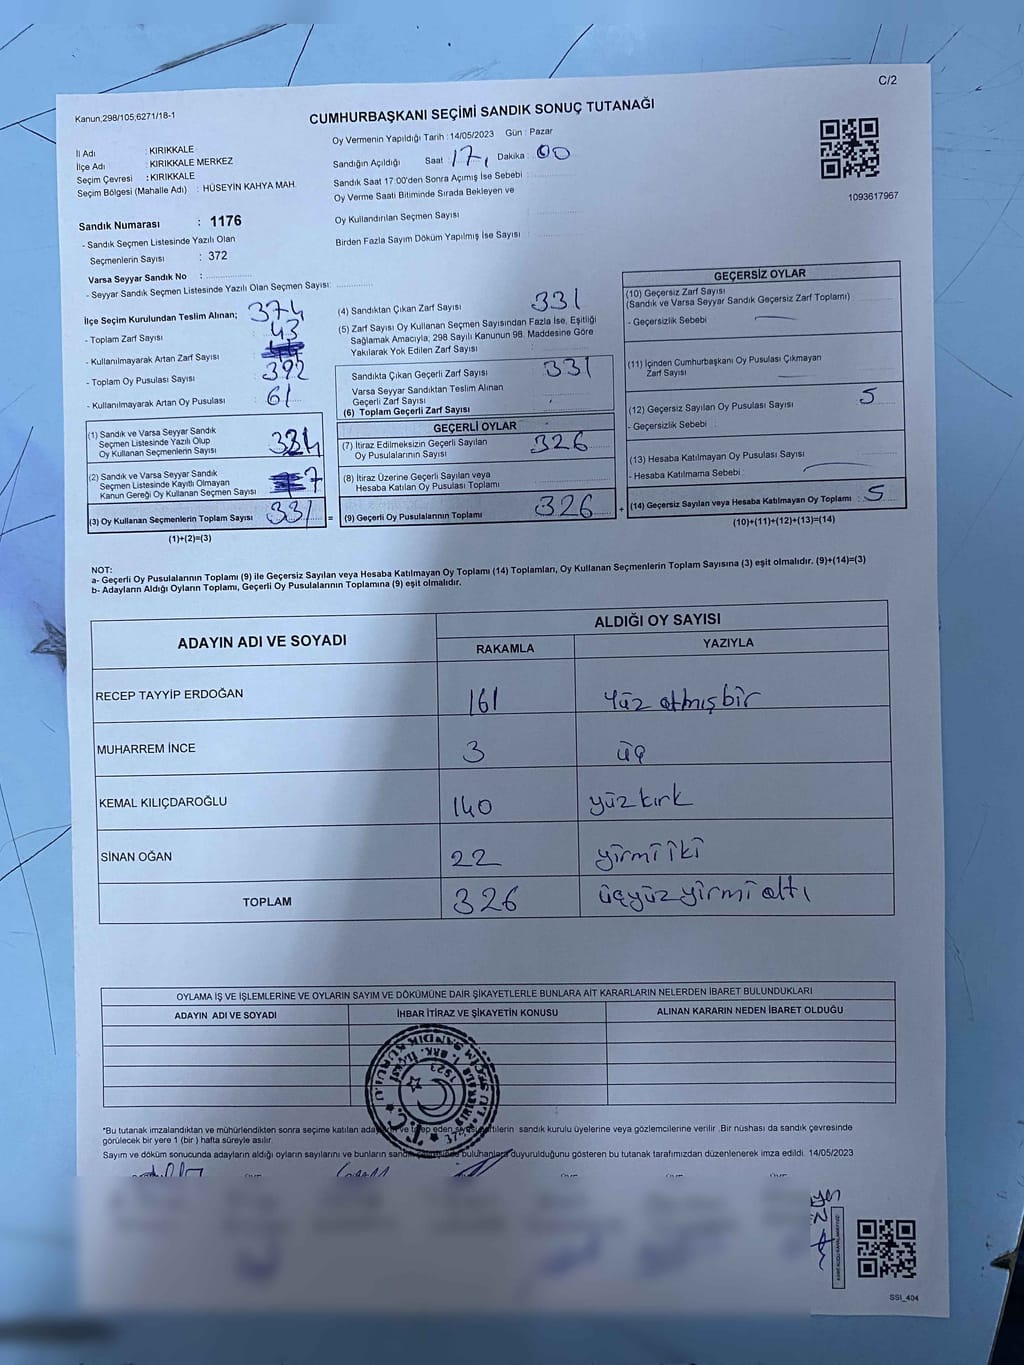 C/2
Kanun,298/105,6271/18-1
CUMHURBAŞKANI SEÇİMİ SANDIK SONUÇ TUTANAĞI
İl Adı : KIRIKKALE
İlçe Adı : KIRIKKALE MERKEZ
Seçim Çevresi : KIRIKKALE
Seçim Bölgesi (Mahalle Adı) : HÜSEYİN KAHYA MAH.
Oy Vermenin Yapıldığı Tarih : 14/05/2023 Gün : Pazar
Sandığın Açıldığı Saat 17, Dakika : 00
Sandık Saat 17:00'den Sonra Açımış İse Sebebi :
Oy Verme Saati Bitiminde Sırada Bekleyen ve
Oy Kullandırılan Seçmen Sayısı
Birden Fazla Sayım Döküm Yapılmış İse Sayısı :
1093617967
Sandık Numarası : 1176
- Sandık Seçmen Listesinde Yazılı Olan
Seçmenlerin Sayısı : 372
Varsa Seyyar Sandık No :
- Seyyar Sandık Seçmen Listesinde Yazılı Olan Seçmen Sayısı:
İlçe Seçim Kurulundan Teslim Alınan;
- Toplam Zarf Sayısı 374
- Kullanılmayarak Artan Zarf Sayısı 43
- Toplam Oy Pusulası Sayısı 392
- Kullanılmayarak Artan Oy Pusulası 61
(1) Sandık ve Varsa Seyyar Sandık
Seçmen Listesinde Yazılı Olup
Oy Kullanan Seçmenlerin Sayısı
(2) Sandık ve Varsa Seyyar Sandık
Seçmen Listesinde Kayıtlı Olmayan
Kanun Gereği Oy Kullanan Seçmen Sayısı 7
(3) Oy Kullanan Seçmenlerin Toplam Sayısı 331 =
(1)+(2)=(3)
(4) Sandıktan Çıkan Zarf Sayısı 331
(5) Zarf Sayısı Oy Kullanan Seçmen Sayısından Fazla İse, Eşitliği
Sağlamak Amacıyla, 298 Sayılı Kanunun 98. Maddesine Göre
Yakılarak Yok Edilen Zarf Sayısı
Sandıkta Çıkan Geçerli Zarf Sayısı 331
Varsa Seyyar Sandıktan Teslim Alınan
Geçerli Zarf Sayısı
(6) Toplam Geçerli Zarf Sayısı
GEÇERLİ OYLAR
(7) İtiraz Edilmeksizin Geçerli Sayılan
Oy Pusulalarının Sayısı 326
(8) İtiraz Üzerine Geçerli Sayılan veya
Hesaba Katılan Oy Pusulası Toplamı
(9) Geçerli Oy Pusulalarının Toplamı 326 +
GEÇERSİZ OYLAR
(10) Geçersiz Zarf Sayısı
(Sandık ve Varsa Seyyar Sandık Geçersiz Zarf Toplamı)
- Geçersizlik Sebebi :
(11) İçinden Cumhurbaşkanı Oy Pusulası Çıkmayan
Zarf Sayısı
(12) Geçersiz Sayılan Oy Pusulası Sayısı 5
- Geçersizlik Sebebi :
(13) Hesaba Katılmayan Oy Pusulası Sayısı
- Hesaba Katılmama Sebebi :
(14) Geçersiz Sayılan veya Hesaba Katılmayan Oy Toplamı : 5
(10)+(11)+(12)+(13)=(14)
NOT:
a- Geçerli Oy Pusulalarının Toplamı (9) ile Geçersiz Sayılan veya Hesaba Katılmayan Oy Toplamı (14) Toplamları, Oy Kullanan Seçmenlerin Toplam Sayısına (3) eşit olmalıdır. (9)+(14)=(3)
b- Adayların Aldığı Oyların Toplamı, Geçerli Oy Pusulalarının Toplamına (9) eşit olmalıdır.
ADAYIN ADI VE SOYADI
ALDIĞI OY SAYISI
RAKAMLA YAZIYLA
RECEP TAYYİP ERDOĞAN 161 Yüz atmışbir
MUHARREM İNCE 3 üç
KEMAL KILIÇDAROĞLU 140 yüz kırk
SİNAN OĞAN 22 yirmi iki
TOPLAM 326 üçyüz yirmi altı
OYLAMA İŞ VE İŞLEMLERİNE VE OYLARIN SAYIM VE DÖKÜMÜNE DAİR ŞİKAYETLERLE BUNLARA AİT KARARLARIN NELERDEN İBARET BULUNDUKLARI
ADAYIN ADI VE SOYADI İHBAR İTİRAZ VE ŞİKAYETİN KONUSU ALINAN KARARIN NEDEN İBARET OLDUĞU
*Bu tutanak imzalandıktan ve mühürlendikten sonra seçime katılan ve sandık kurulu üyelerine veya gözlemcilerine verilir .Bir nüshası da sandık çevresinde
görülecek bir yere 1 (bir ) hafta süreyle asılır.
Sayım ve döküm sonucunda adayların aldığı oyların sayılarını ve bunların duyurulduğunu gösteren bu tutanak tarafımızdan düzenlenerek imza edildi. 14/05/2023
SSI_404